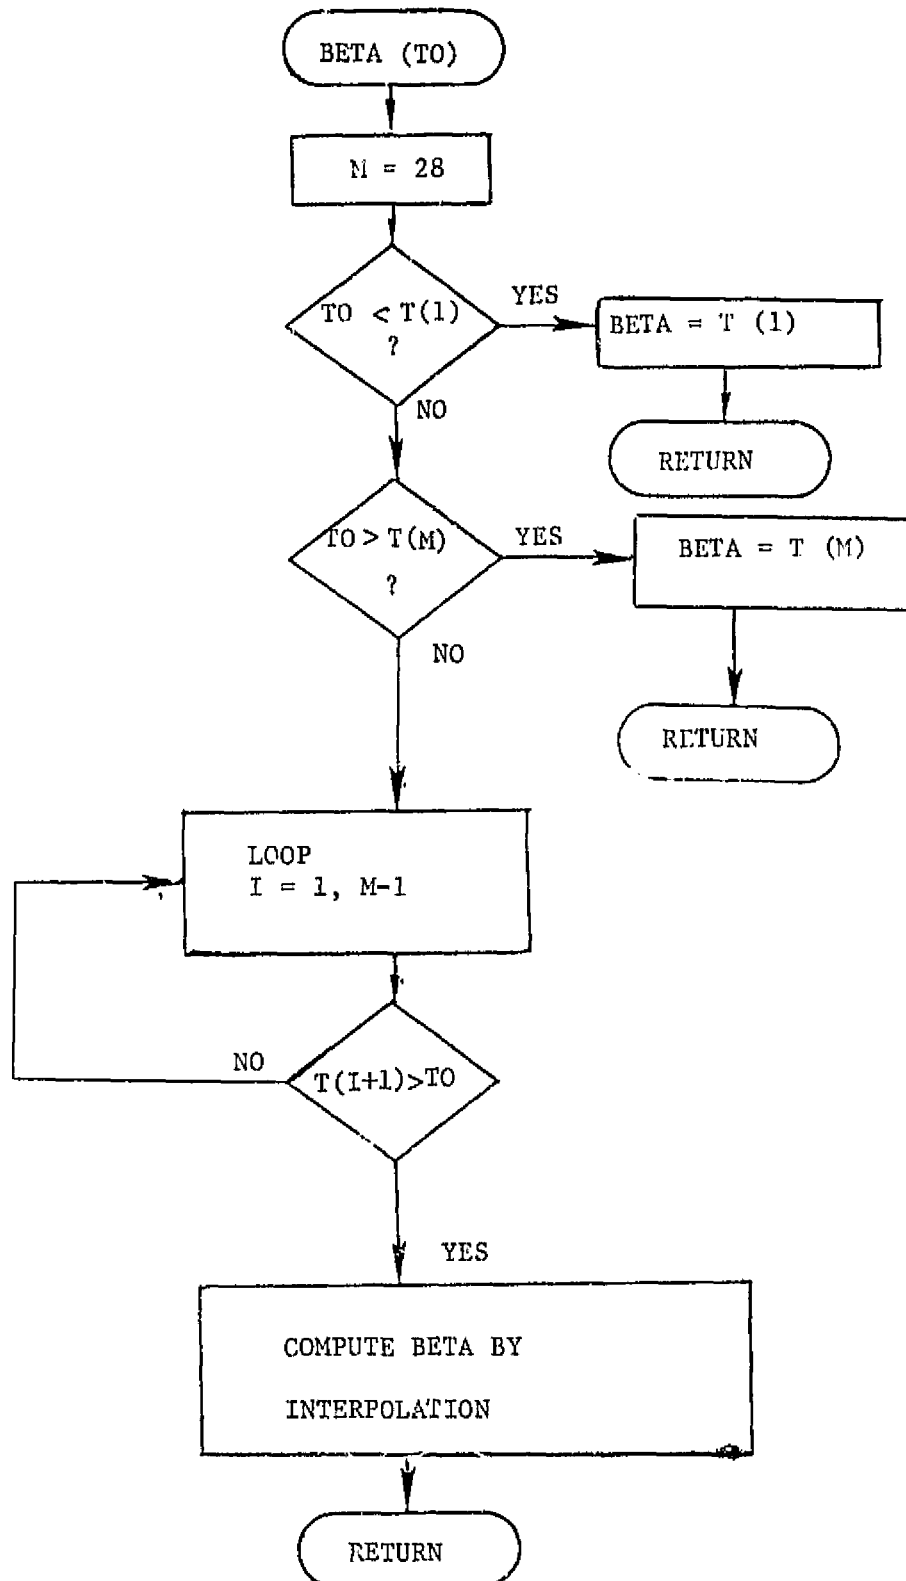 BETA (TO)
M = 28
TO < T(1)
?
YES
BETA = T (1)
NO
RETURN
TO > T(M)
?
YES
BETA = T (M)
NO
RETURN
LOOP
I = 1, M-1
NO
T(I+1)>TO
YES
COMPUTE BETA BY
INTERPOLATION
RETURN